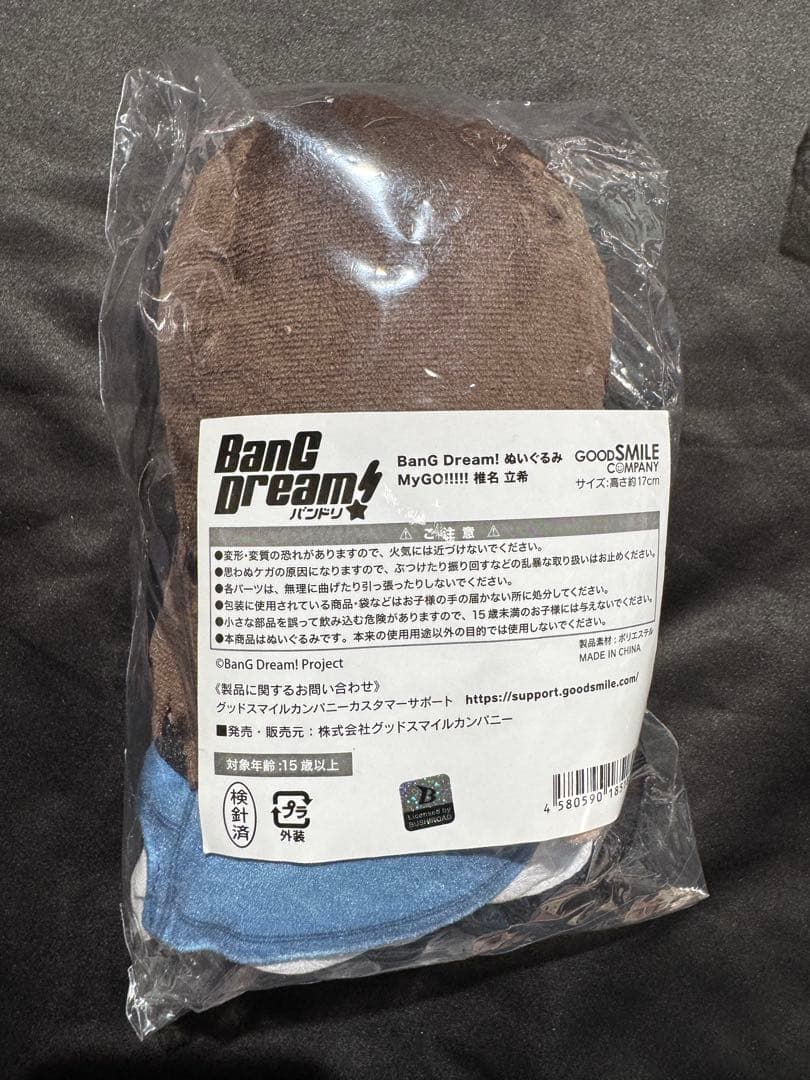 BanG Dream!
バンドリ
BanG Dream! ぬいぐるみ
MyGO!!!!! 椎名 立希
GOOD SMILE
COMPANY
サイズ:高さ約17cm
⚠ ご 注 意 ⚠
●変形・変質の恐れがありますので、火気には近づけないでください。
●思わぬケガの原因になりますので、ぶつけたり振り回すなどの乱暴な取り扱いはお止めください。
●各パーツは、無理に曲げたり引っ張ったりしないでください。
●包装に使用されている商品・袋などはお子様の手の届かない所に処分してください。
●小さな部品を誤って飲み込む危険がありますので、15歳未満のお子様には与えないでください。
●本商品はぬいぐるみです。本来の使用用途以外の目的では使用しないでください。
製品素材:ポリエステル
MADE IN CHINA
©BanG Dream! Project
《製品に関するお問い合わせ》
グッドスマイルカンパニーカスタマーサポート https://support.goodsmile.com/
■発売・販売元:株式会社グッドスマイルカンパニー
対象年齢:15歳以上
検針済
プラ
外装
B
Licensed by
BUSHIROAD
4 580590 185